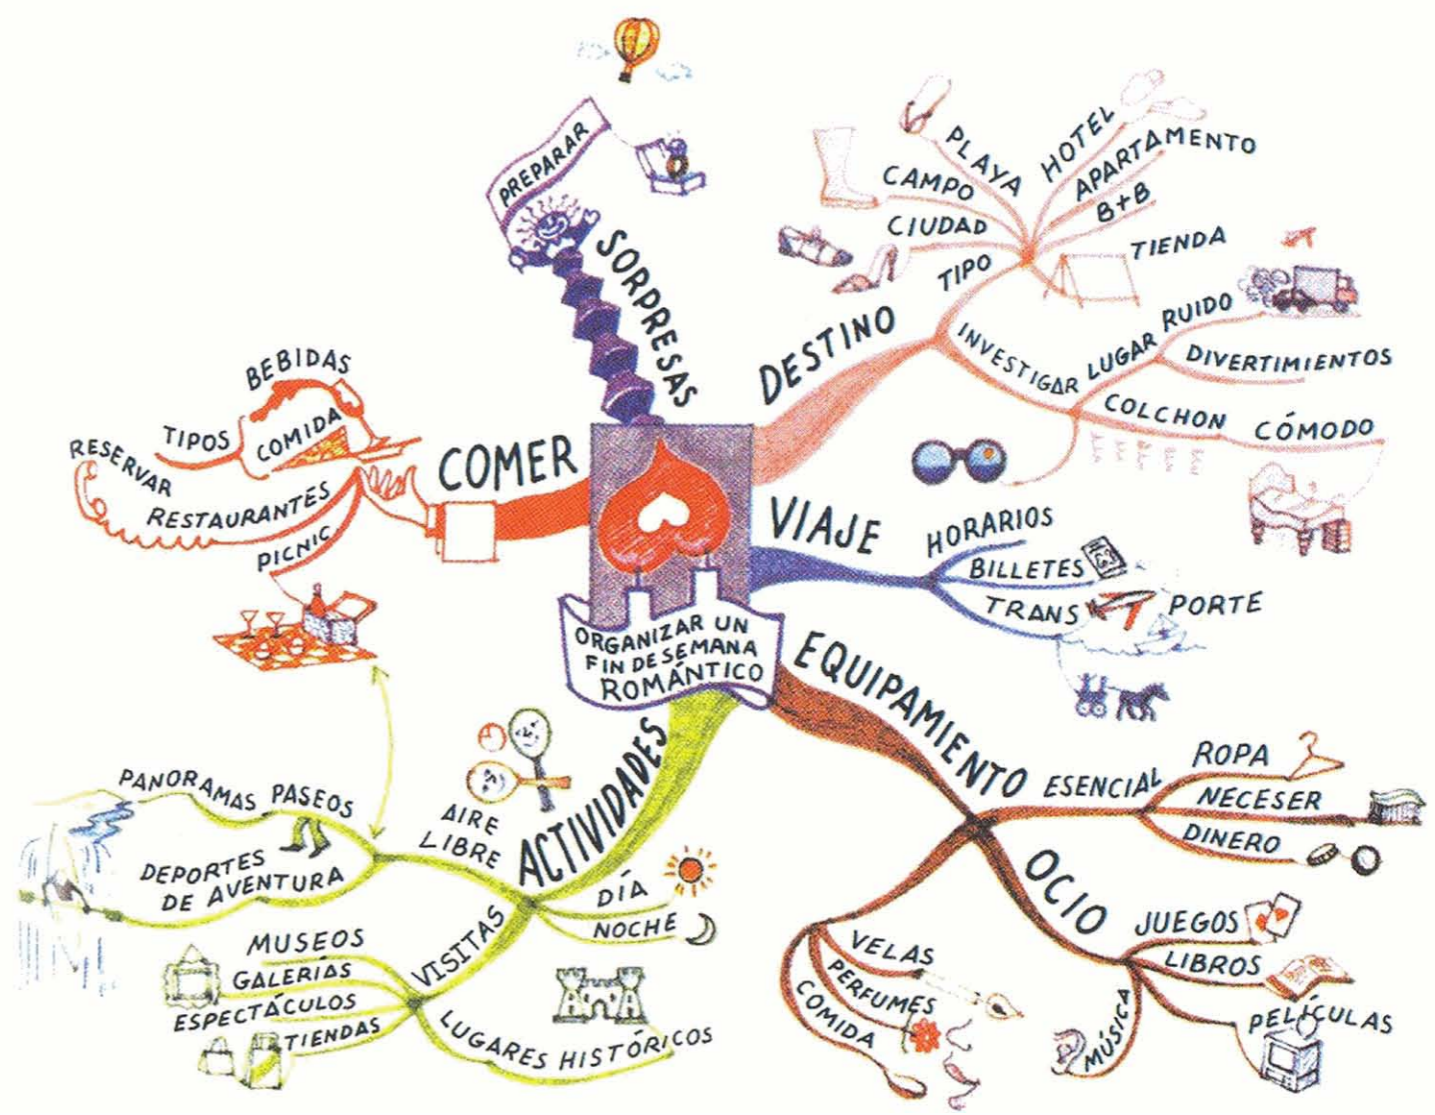 ORGANIZAR UN
FIN DE SEMANA
ROMÁNTICO
SORPRESAS
PREPARAR
DESTINO
TIPO
CIUDAD
CAMPO
PLAYA
HOTEL
APARTAMENTO
B+B
TIENDA
INVESTIGAR
LUGAR
RUIDO
DIVERTIMIENTOS
COLCHON
CÓMODO
VIAJE
HORARIOS
BILLETES
TRANS PORTE
EQUIPAMIENTO
ESENCIAL
ROPA
NECESER
DINERO
OCIO
JUEGOS
LIBROS
PELÍCULAS
MÚSICA
VELAS
PERFUMES
COMIDA
ACTIVIDADES
DÍA
NOCHE
AIRE
LIBRE
PASEOS
PANORAMAS
DEPORTES
DE AVENTURA
VISITAS
MUSEOS
GALERIAS
ESPECTÁCULOS
TIENDAS
LUGARES HISTÓRICOS
COMER
BEBIDAS
TIPOS
COMIDA
RESERVAR
RESTAURANTES
PICNIC